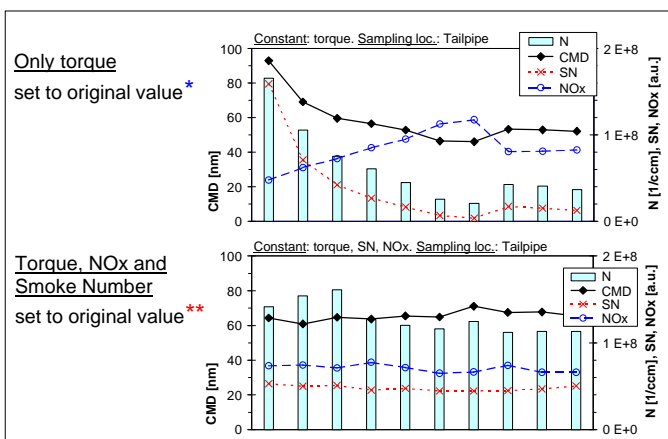 Only torque
set to original value*
Constant: torque. Sampling loc.: Tailpipe
N
CMD
SN
NOx
100
80
60
40
20
0
CMD [nm]
2 E+8
1 E+8
0 E+0
N [1/ccm], SN, NOx [a.u.]
Torque, NOx and
Smoke Number
set to original value**
Constant: torque, SN, NOx. Sampling loc.: Tailpipe
N
CMD
SN
NOx
100
80
60
40
20
0
CMD [nm]
2 E+8
1 E+8
0 E+0
N [1/ccm], SN, NOx [a.u.]